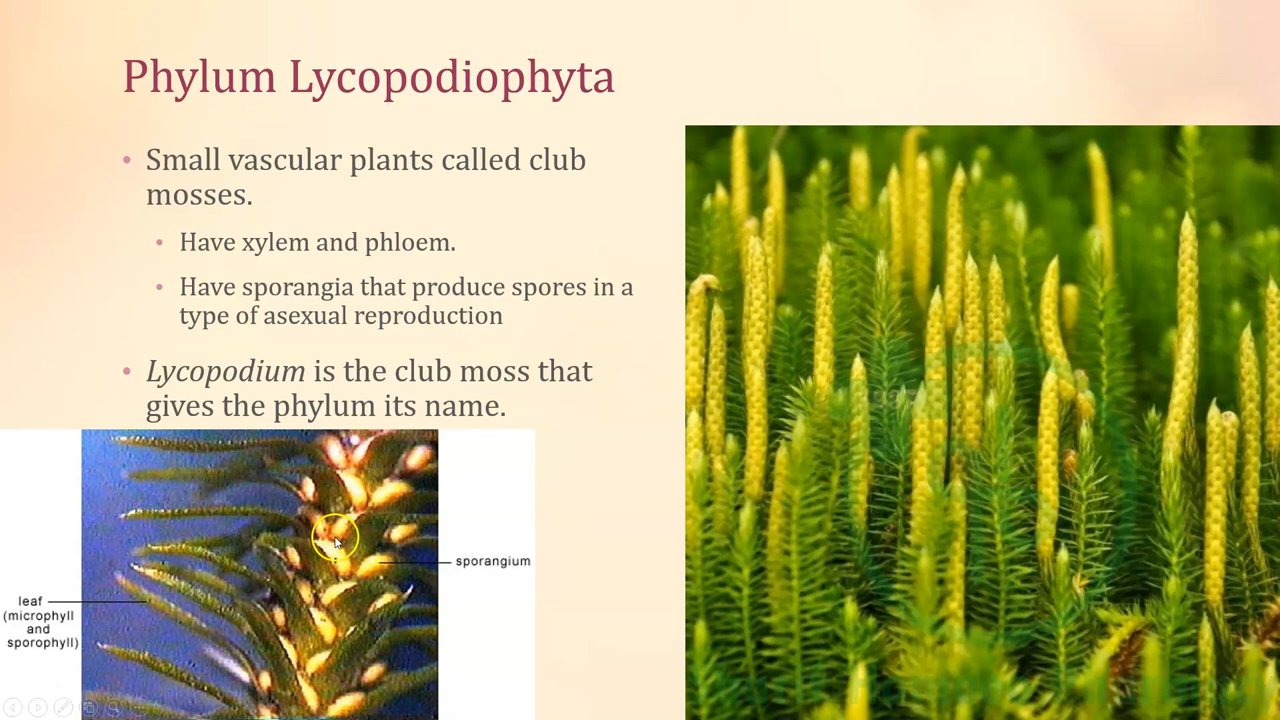 Phylum Lycopodiophyta
• Small vascular plants called club
mosses.
• Have xylem and phloem.
• Have sporangia that produce spores in a
type of asexual reproduction
• Lycopodium is the club moss that
gives the phylum its name.
sporangium
leaf
(microphyll
and
sporophyll)